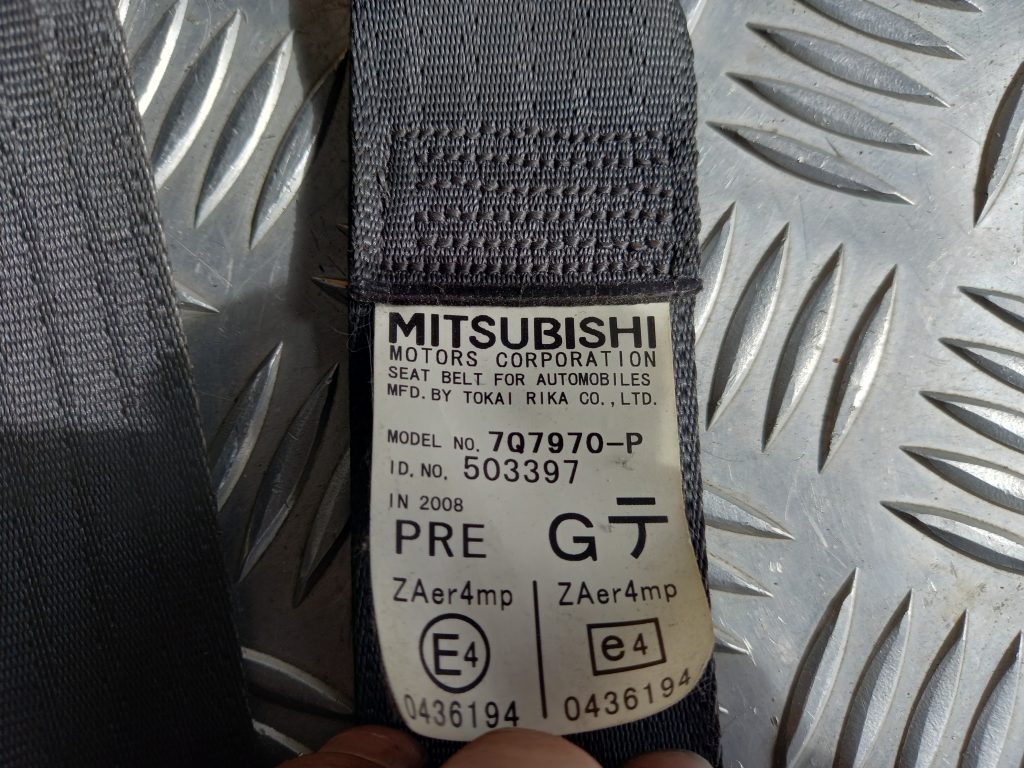 MITSUBISHI
MOTORS CORPORATION
SEAT BELT FOR AUTOMOBILES
MFD. BY TOKAI RIKA CO.,LTD.
MODEL NO. 7Q7970-P
ID. NO. 503397
IN 2008
PRE Gテ
ZAer4mp ZAer4mp
E4 e4
0436194 0436194